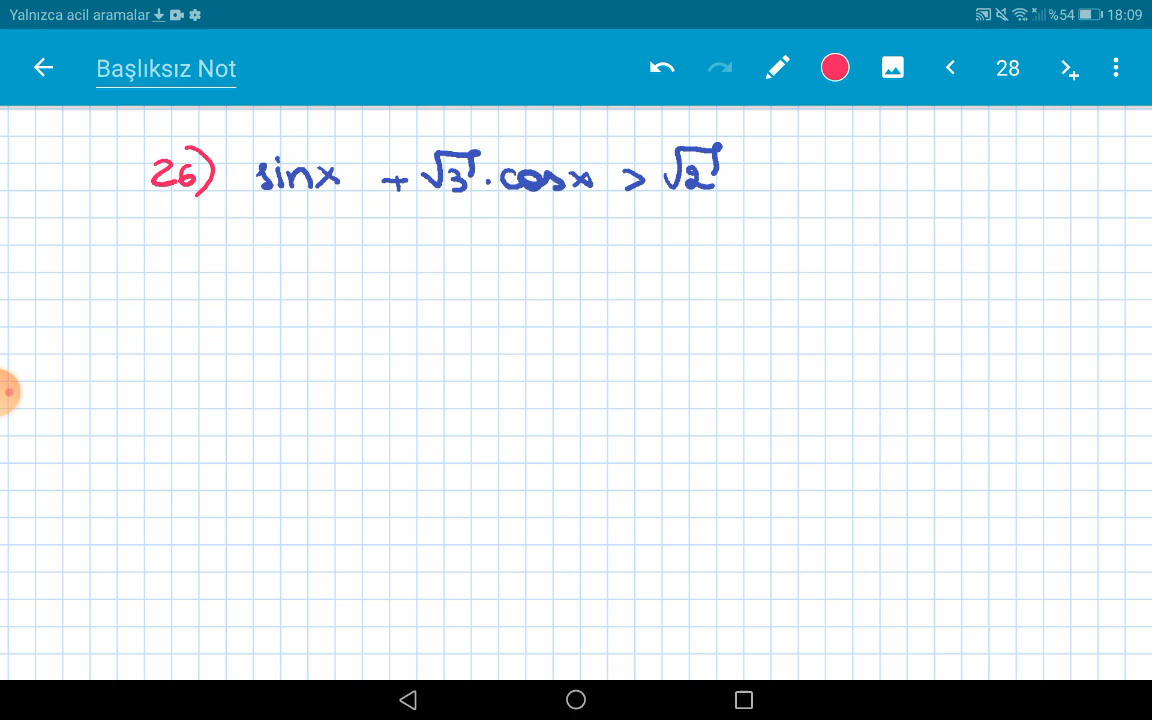 Yalnızca acil aramalar %54 18:09
Başlıksız Not 28
26) sinx + √3 . cosx > √2